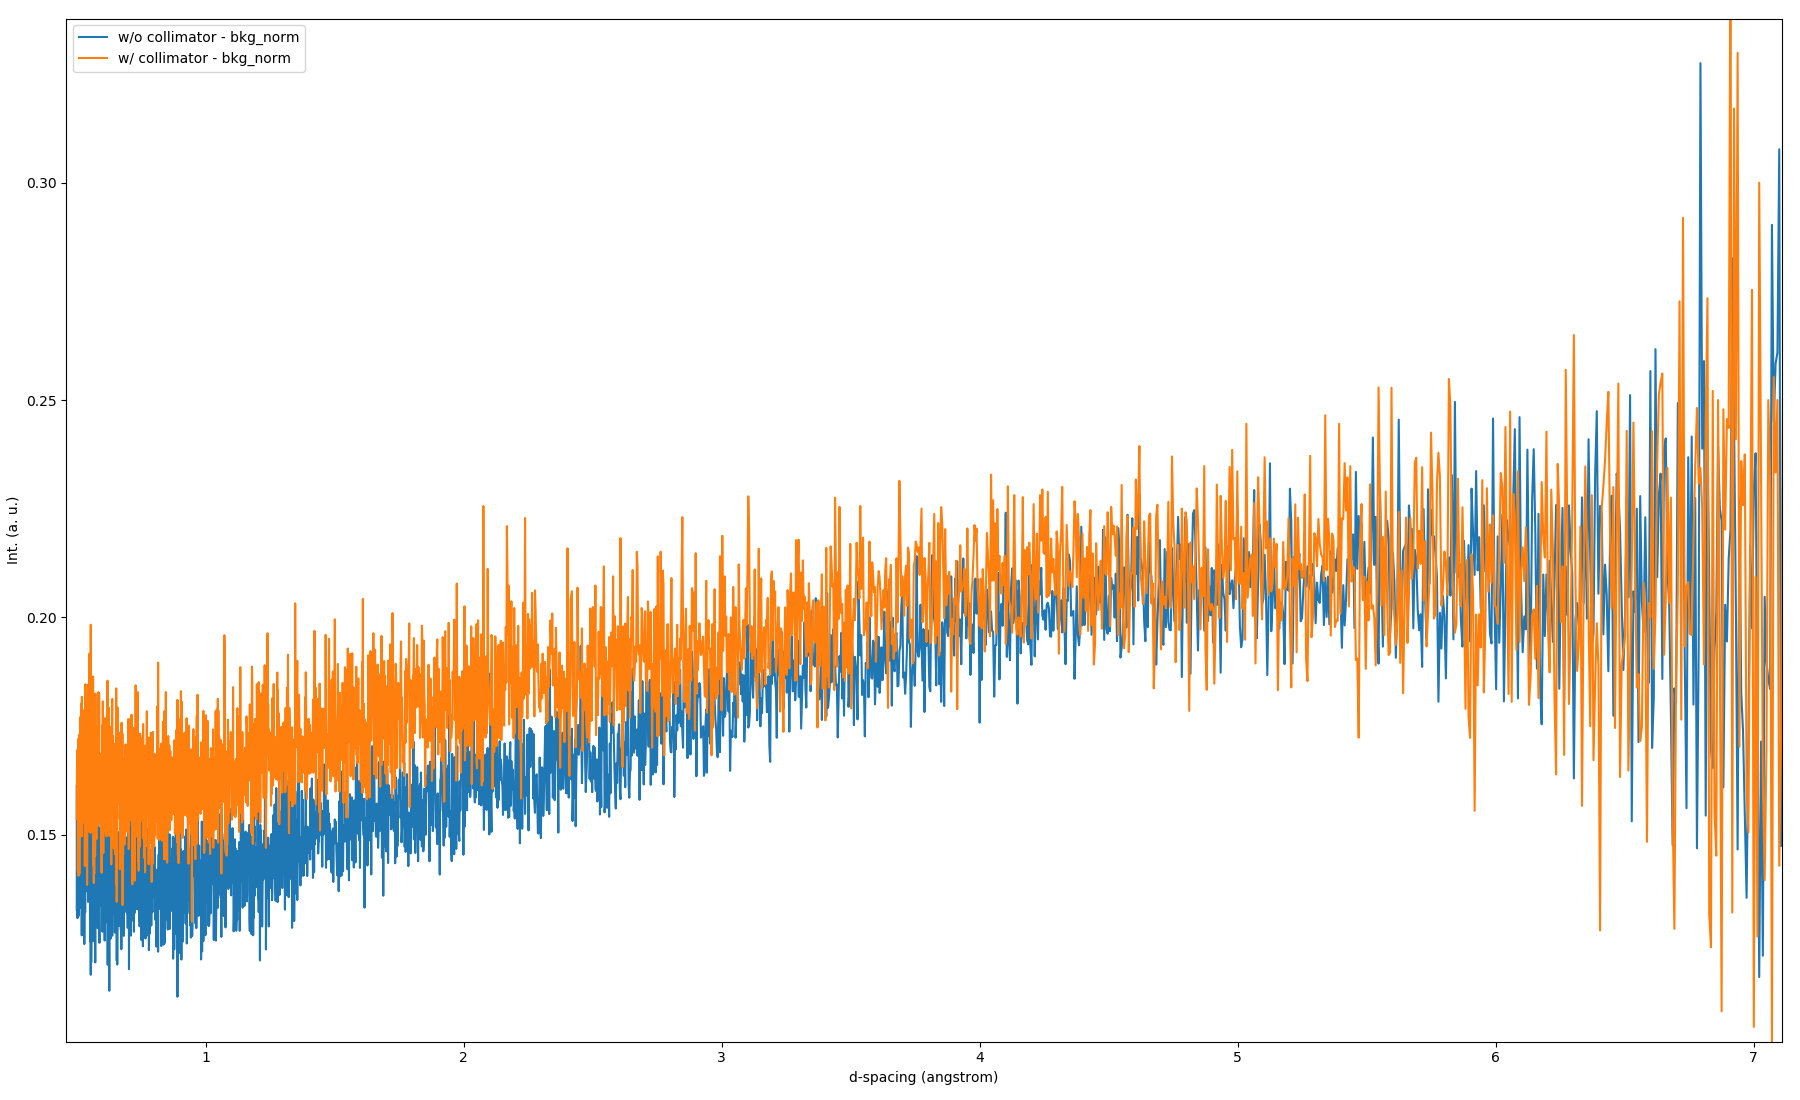 w/o collimator - bkg_norm
w/ collimator - bkg_norm
Int. (a. u.)
0.30
0.25
0.20
0.15
1 2 3 4 5 6 7
d-spacing (angstrom)